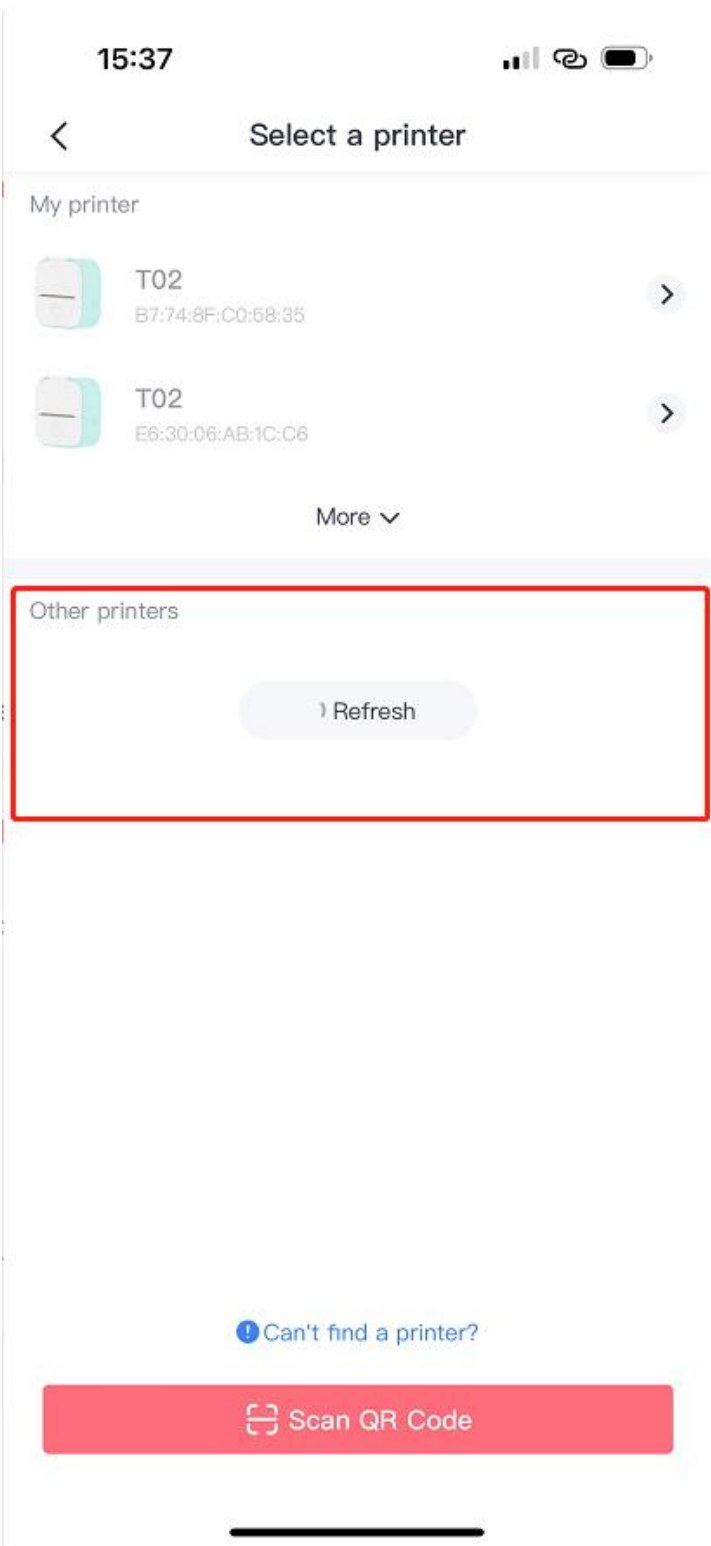 15:37
Select a printer
My printer
T02
B7:74:8F:C0:58:35
T02
E6:30:06:AB:1C:C6
More
Other printers
Refresh
Can't find a printer?
Scan QR Code